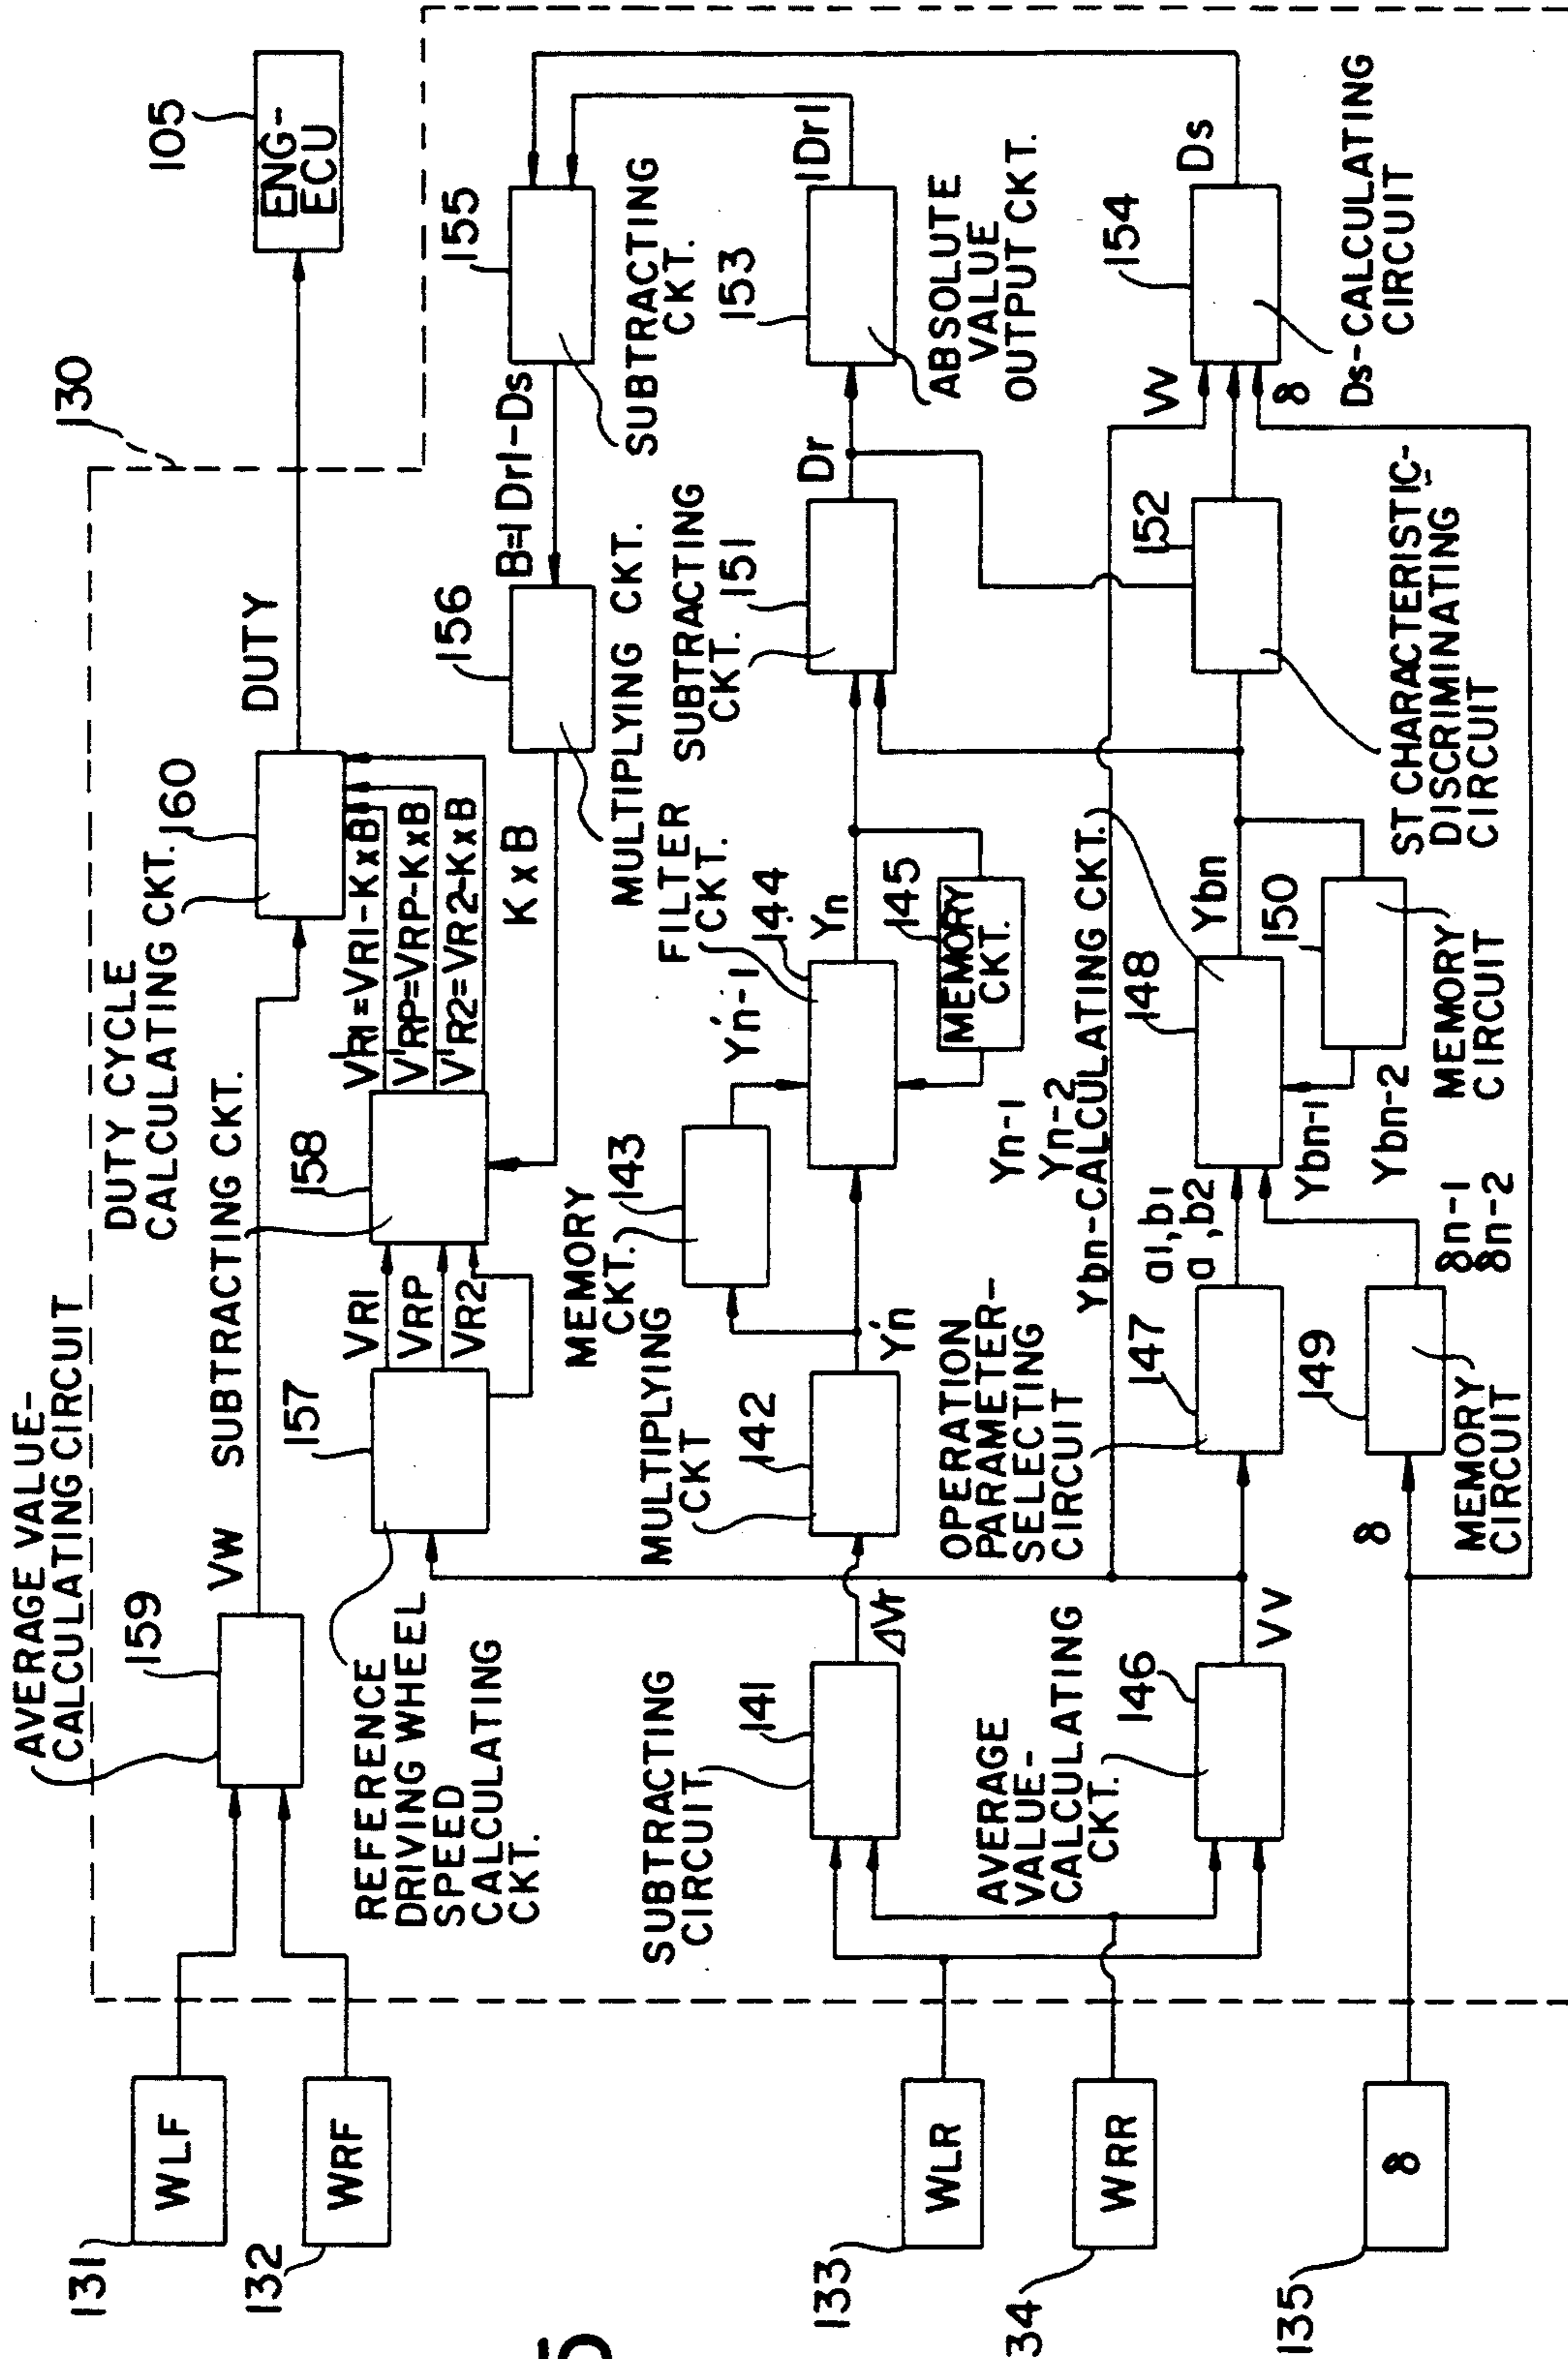 131
WLF
132
WRF
133
WLR
34
WRR
135
δ
5
130
AVERAGE VALUE-
CALCULATING CIRCUIT
159
VW
REFERENCE
DRIVING WHEEL
SPEED
CALCULATING
CKT.
157
VR1
VRP
VR2
SUBTRACTING CKT.
158
V'R1=VR1-K×B
V'RP=VRP-K×B
V'R2=VR2-K×B
DUTY CYCLE
CALCULATING CKT.
160
DUTY
105
ENG-
ECU
K×B
156
MULTIPLYING CKT.
B=|Dr|-Ds
155
SUBTRACTING
CKT.
SUBTRACTING
CIRCUIT
141
ΔVr
MULTIPLYING
CKT
142
Y'n
MEMORY
CKT.
143
Y'n-1
FILTER
CKT.
144
Yn
145
MEMORY
CKT.
Yn-1
Yn-2
SUBTRACTING
CKT.
151
Dr
153
|Dr|
ABSOLUTE
VALUE
OUTPUT CKT.
AVERAGE
VALUE-
CALCULATING
CKT.
146
Vv
OPERATION
PARAMETER-
SELECTING
CIRCUIT
147
a1,b1
a ,b2
Ybn-CALCULATING CKT.
148
Ybn
150
Ybn-1
Ybn-2
MEMORY
CIRCUIT
δ
149
MEMORY
CIRCUIT
δn-1
δn-2
152
ST CHARACTERISTIC-
DISCRIMINATING
CIRCUIT
V
δ
154
Ds
Ds-CALCULATING
CIRCUIT